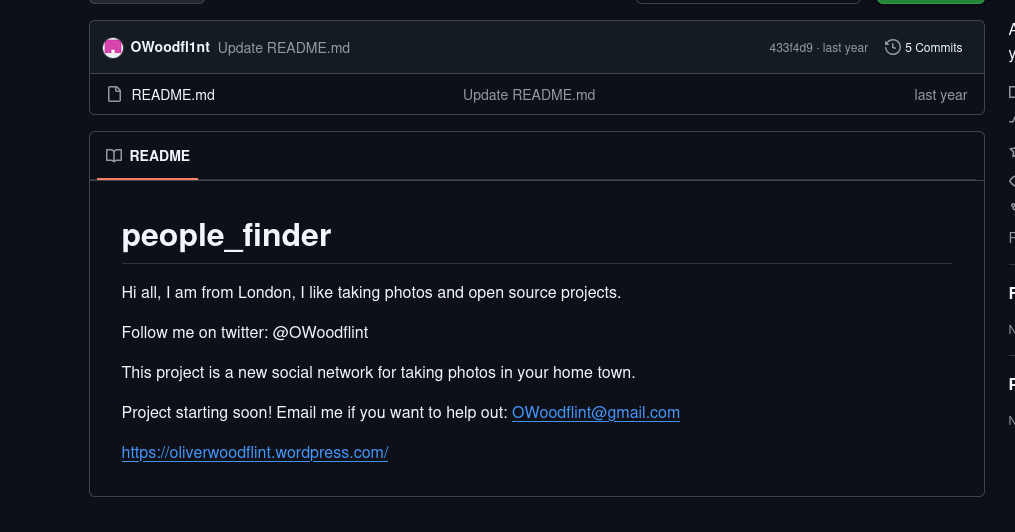 OWoodfl1nt Update README.md 433f4d9 · last year 5 Commits
README.md Update README.md last year
README
people_finder
Hi all, I am from London, I like taking photos and open source projects.
Follow me on twitter: @OWoodflint
This project is a new social network for taking photos in your home town.
Project starting soon! Email me if you want to help out: OWoodflint@gmail.com
https://oliverwoodflint.wordpress.com/